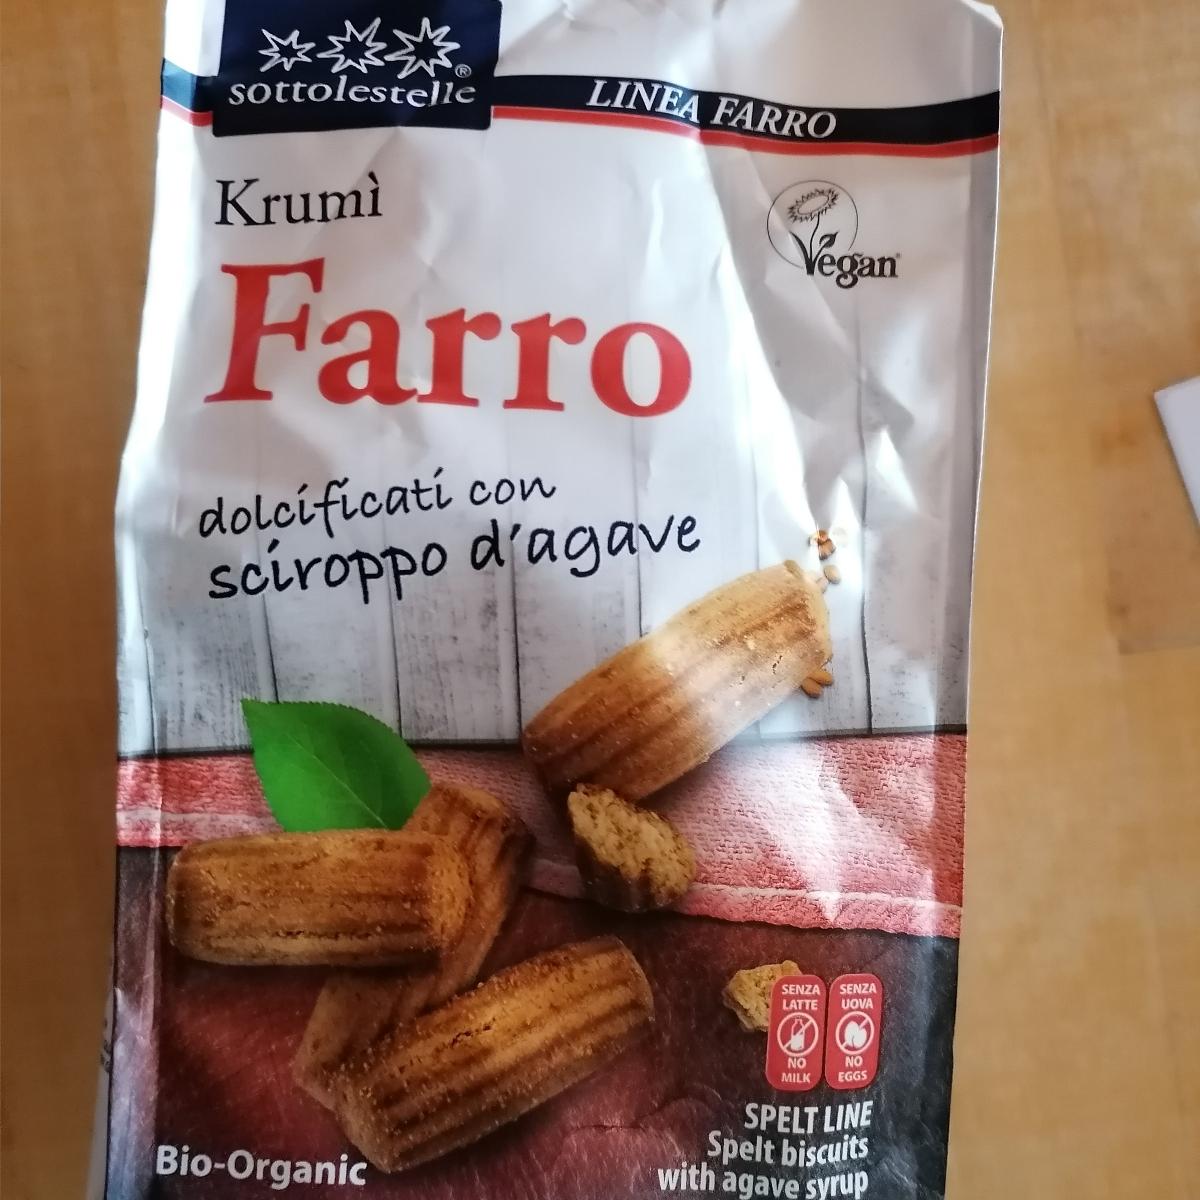 sottolestelle®
LINEA FARRO
Krumì
Vegan
Farro
dolcificati con
sciroppo d'agave
SENZA
LATTE
NO
MILK
SENZA
UOVA
NO
EGGS
SPELT LINE
Spelt biscuits
with agave syrup
Bio-Organic